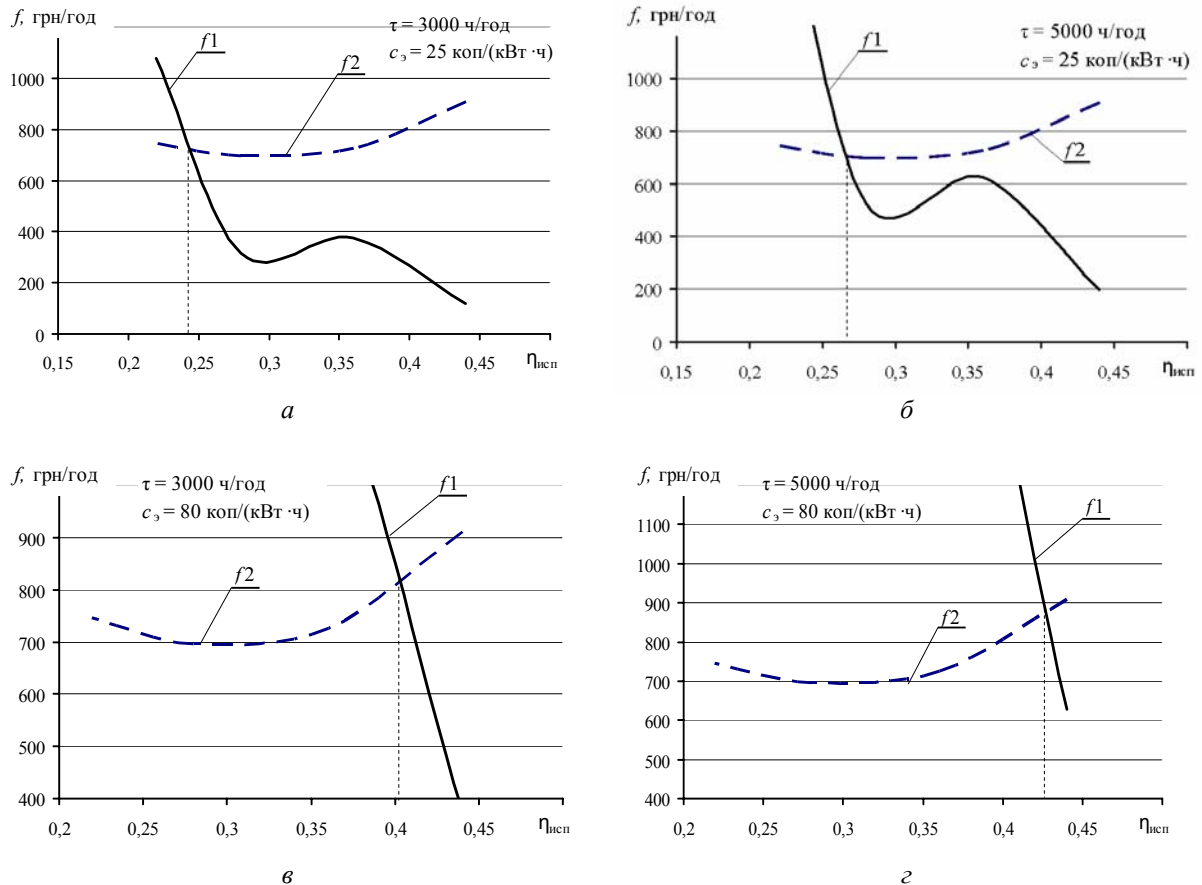 f, грн/год
τ = 3000 ч/год
cэ = 25 коп/(кВт ·ч)
f1
f2
1000
800
600
400
200
0
0,15 0,2 0,25 0,3 0,35 0,4 0,45 ηисп
а
f, грн/год
τ = 5000 ч/год
cэ = 25 коп/(кВт ·ч)
f1
f2
1000
800
600
400
200
0
0,15 0,2 0,25 0,3 0,35 0,4 0,45 ηисп
б
f, грн/год
τ = 3000 ч/год
cэ = 80 коп/(кВт ·ч)
f1
f2
900
800
700
600
500
400
0,2 0,25 0,3 0,35 0,4 0,45 ηисп
в
f, грн/год
τ = 5000 ч/год
cэ = 80 коп/(кВт ·ч)
f1
f2
1100
1000
900
800
700
600
500
400
0,2 0,25 0,3 0,35 0,4 0,45 ηисп
г